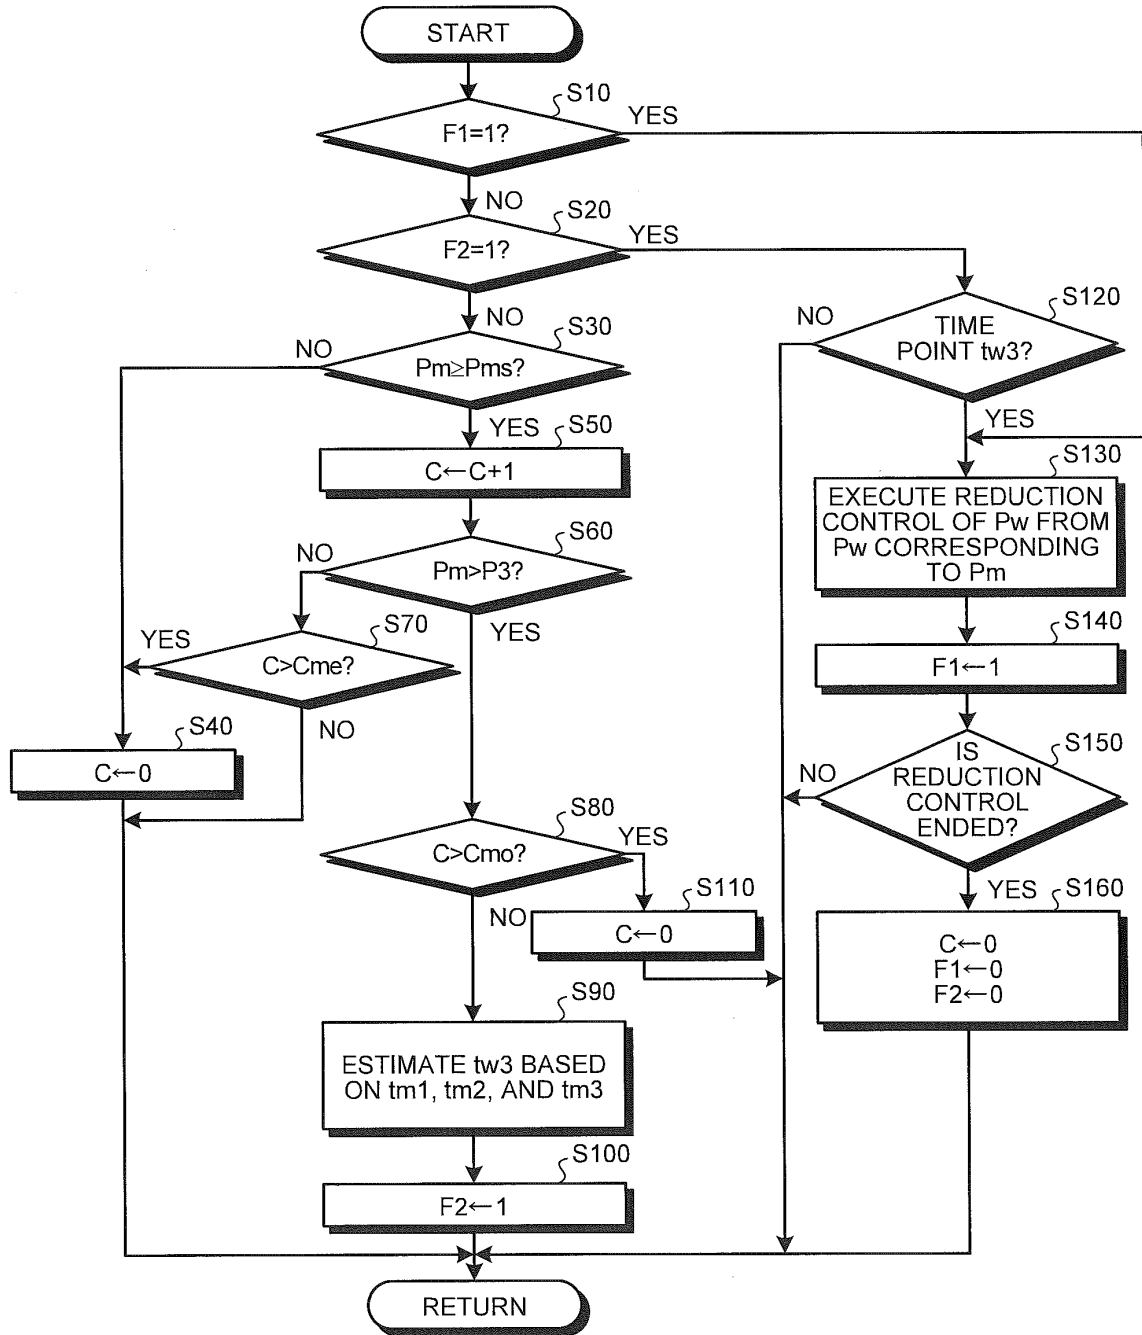 START
S10
F1=1?
YES
NO
S20
F2=1?
YES
NO
S30
Pm≥Pms?
NO
YES
S120
TIME
POINT tw3?
NO
YES
S50
C←C+1
S130
EXECUTE REDUCTION
CONTROL OF Pw FROM
Pw CORRESPONDING
TO Pm
S60
Pm>P3?
NO
YES
S70
C>Cme?
YES
NO
S140
F1←1
S40
C←0
S150
IS
REDUCTION
CONTROL
ENDED?
NO
YES
S80
C>Cmo?
YES
NO
S110
C←0
S160
C←0
F1←0
F2←0
S90
ESTIMATE tw3 BASED
ON tm1, tm2, AND tm3
S100
F2←1
RETURN